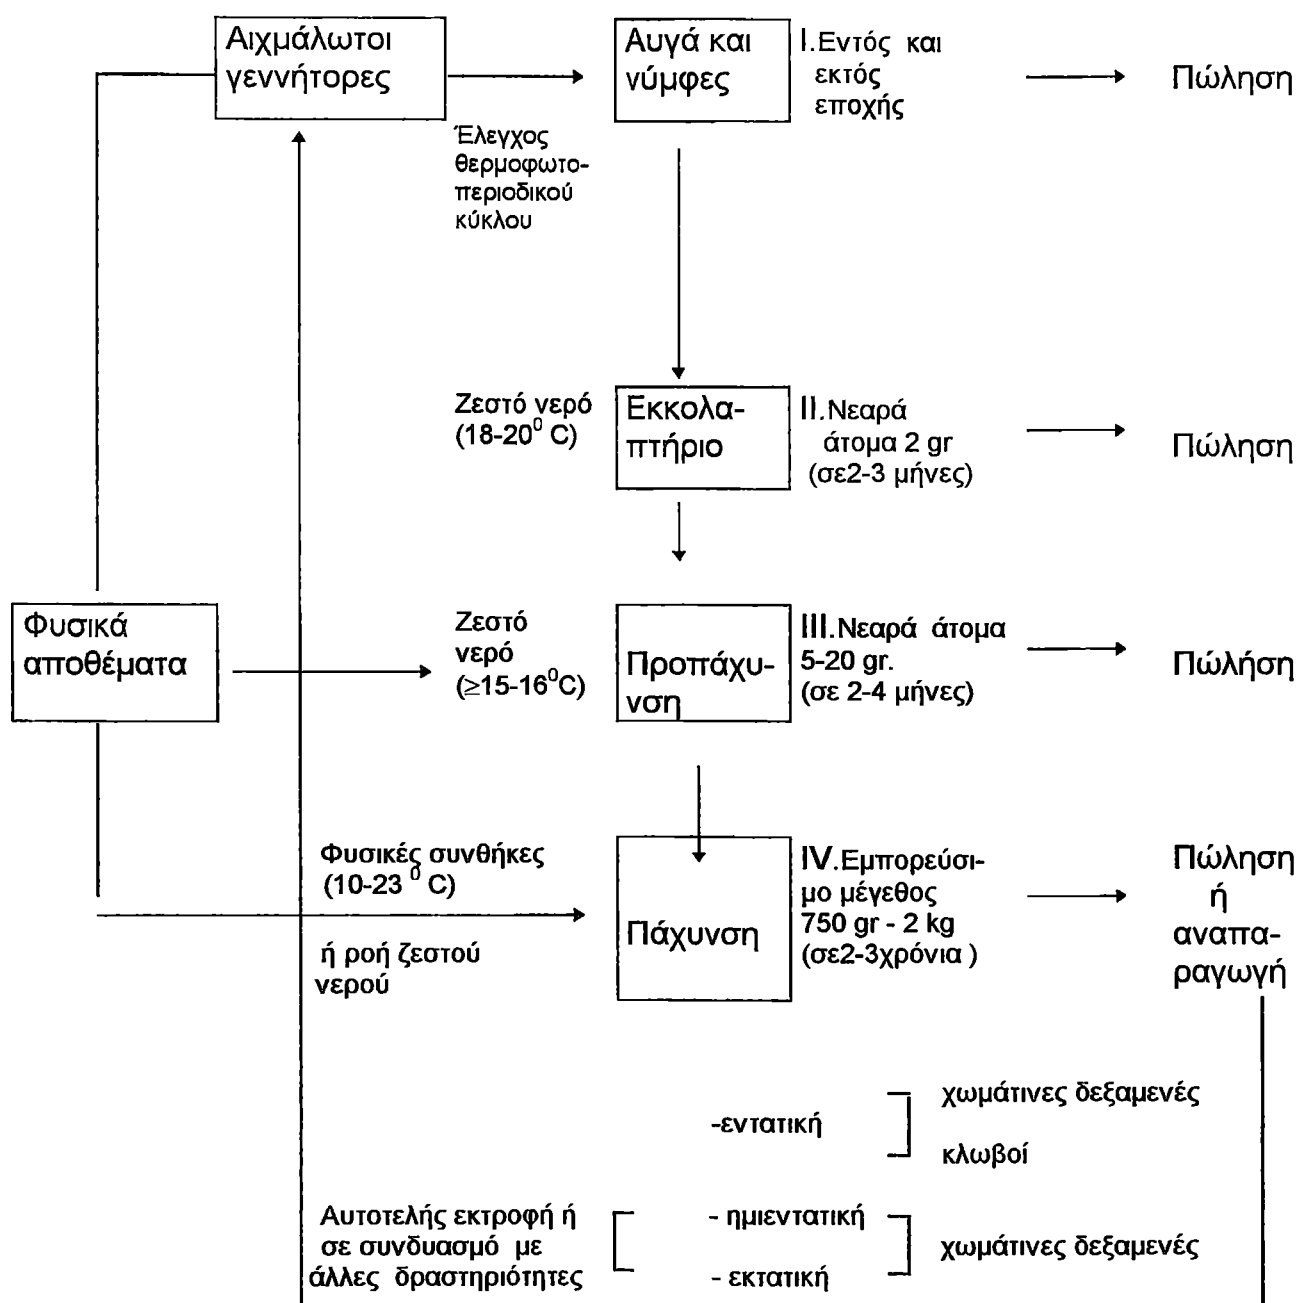 Αιχμάλωτοι
γεννήτορες
Αυγά και
νύμφες
I.Εντός και
εκτός
εποχής
Πώληση
Έλεγχος
θερμοφωτο-
περιοδικού
κύκλου
Ζεστό νερό
(18-20⁰ C)
Εκκολα-
πτήριο
II.Νεαρά
άτομα 2 gr
(σε2-3 μήνες)
Πώληση
Φυσικά
αποθέματα
Ζεστό
νερό
(≥15-16⁰C)
Προπάχυ-
νση
III.Νεαρά άτομα
5-20 gr.
(σε 2-4 μήνες)
Πώλήση
Φυσικές συνθήκες
(10-23 ⁰ C)
ή ροή ζεστού
νερού
Πάχυνση
IV.Εμπορεύσι-
μο μέγεθος
750 gr - 2 kg
(σε2-3χρόνια )
Πώληση
ή
αναπα-
ραγωγή
-εντατική
χωμάτινες δεξαμενές
κλωβοί
Αυτοτελής εκτροφή ή
σε συνδυασμό με
άλλες δραστηριότητες
- ημιεντατική
- εκτατική
χωμάτινες δεξαμενές